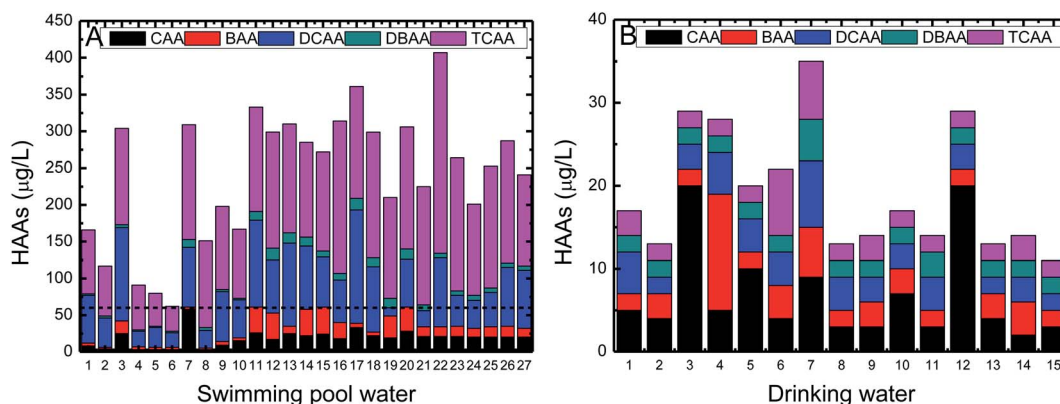 A
CAA BAA DCAA DBAA TCAA
450
400
350
300
250
200
150
100
50
0
HAAs (µg/L)
1 2 3 4 5 6 7 8 9 10 11 12 13 14 15 16 17 18 19 20 21 22 23 24 25 26 27
Swimming pool water
B
CAA BAA DCAA DBAA TCAA
40
30
20
10
0
HAAs (µg/L)
1 2 3 4 5 6 7 8 9 10 11 12 13 14 15
Drinking water